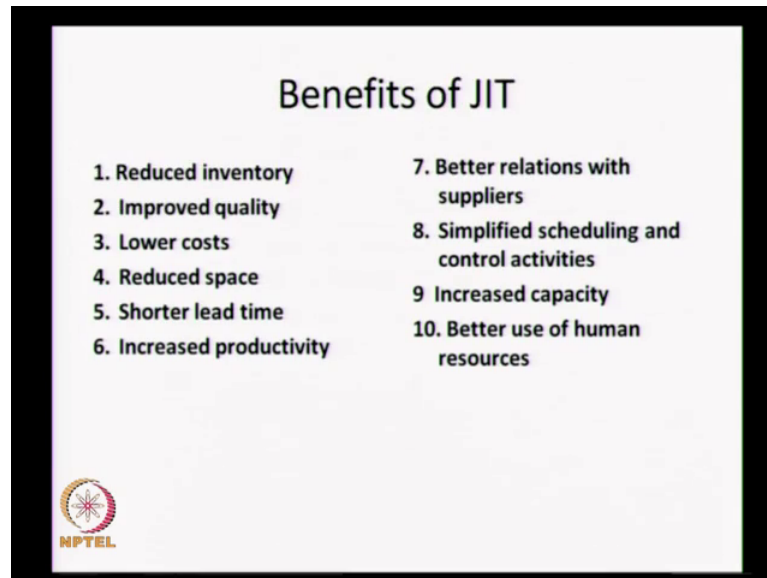 Benefits of JIT
1. Reduced inventory
2. Improved quality
3. Lower costs
4. Reduced space
5. Shorter lead time
6. Increased productivity
7. Better relations with
suppliers
8. Simplified scheduling and
control activities
9 Increased capacity
10. Better use of human
resources
NPTEL